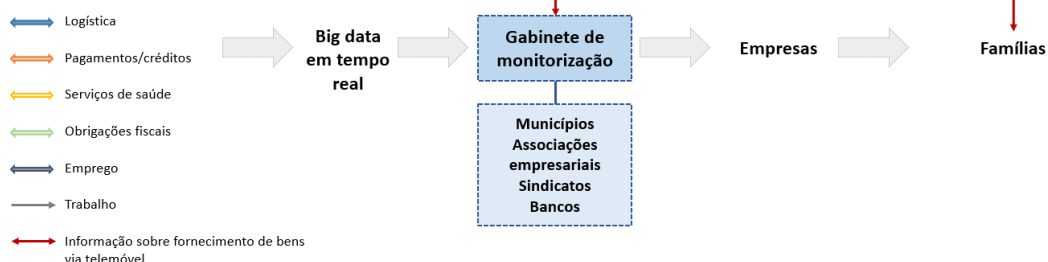 Logística
Pagamentos/créditos
Serviços de saúde
Obrigações fiscais
Emprego
Trabalho
Informação sobre fornecimento de bens
via telemóvel
Big data
em tempo
real
Gabinete de
monitorização
Municípios
Associações
empresariais
Sindicatos
Bancos
Empresas
Famílias